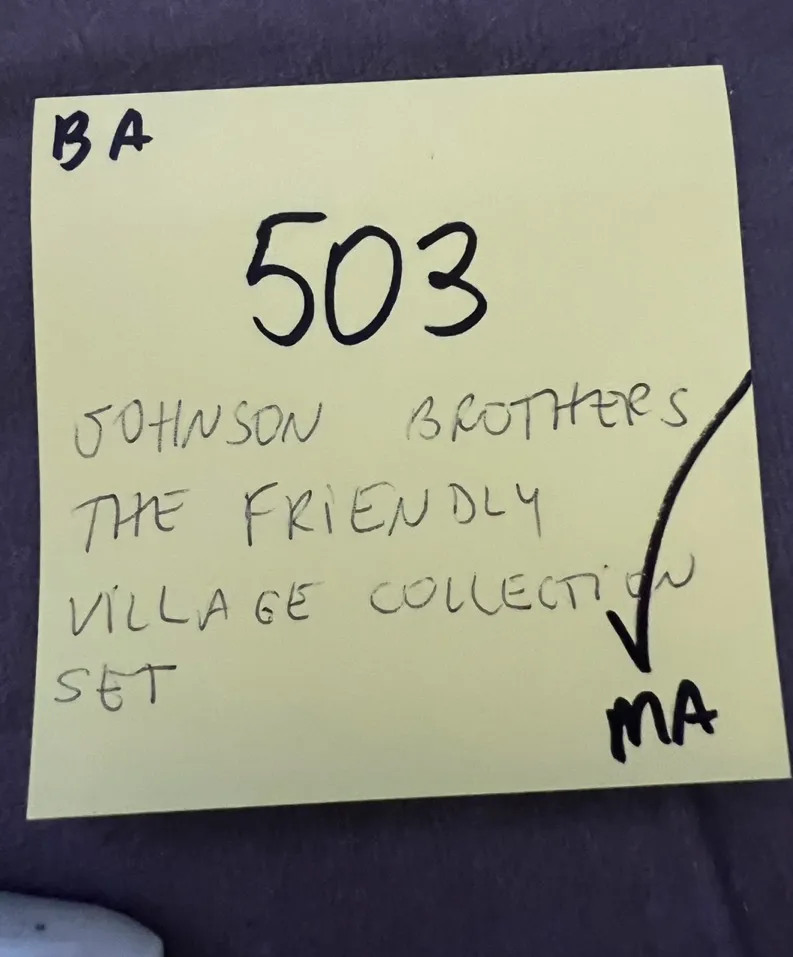 BA
503
JOHNSON BROTHERS
THE FRIENDLY
VILLAGE COLLECTION
SET
MA